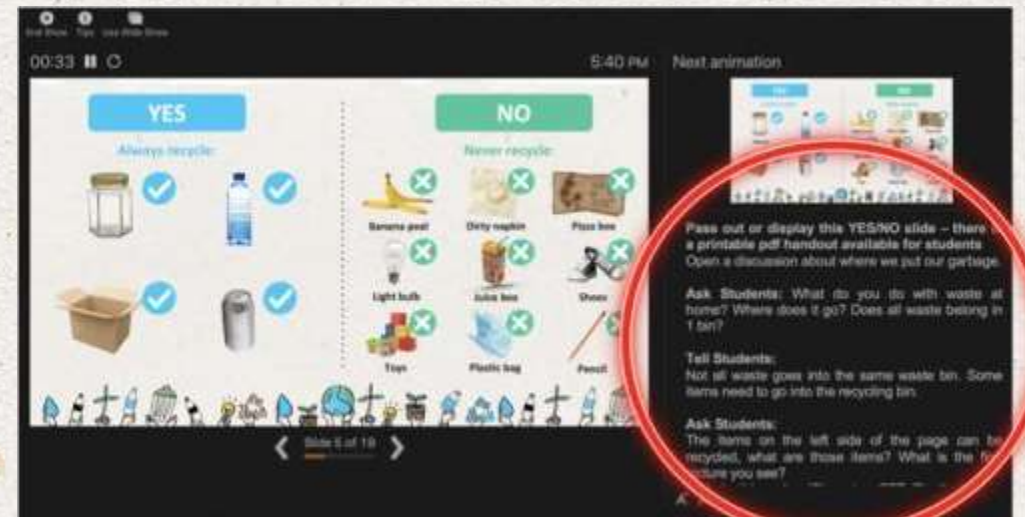 End Show Tips Use Slide Show
00:33
5:40 PM
Next animation
YES
NO
Always recycle:
Never recycle:
Banana peel
Dirty napkin
Pizza box
Light bulb
Juice box
Shoes
Toys
Plastic bag
Pencil
Slide 5 of 19
YES
NO
Pass out or display this YES/NO slide – there
a printable pdf handout available for students
Open a discussion about where we put our garbage.
Ask Students: What do you do with waste at
home? Where does it go? Does all waste belong in
1 bin?
Tell Students:
Not all waste goes into the same waste bin. Some
items need to go into the recycling bin.
Ask Students:
The items on the left side of the page can be
recycled, what are those items? What is the
picture you see?